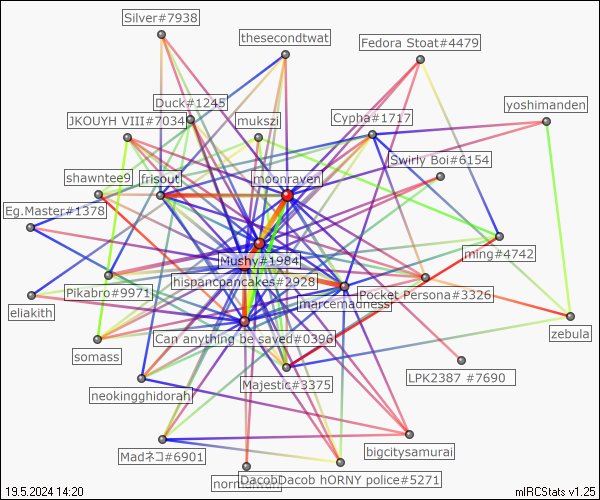 Silver#7938
thesecondtwat
Fedora Stoat#4479
Duck#1245
yoshimanden
JKOUYH VIII#7034
mukszi
Cypha#1717
Swirly Boi#6154
shawntee9
frisout
moonraven
Eg.Master#1378
Mushy#1984
ming#4742
hispancpancakes#2928
Pikabro#9971
marcemadness
Pocket Persona#3326
eliakith
Can anything be saved#0396
zebula
somass
Majestic#3375
LPK2387 #7690
neokingghidorah
bigcitysamurai
Madネコ#6901
DacobDacob hORNY police#5271
19.5.2024 14:20
mIRCStats v1.25